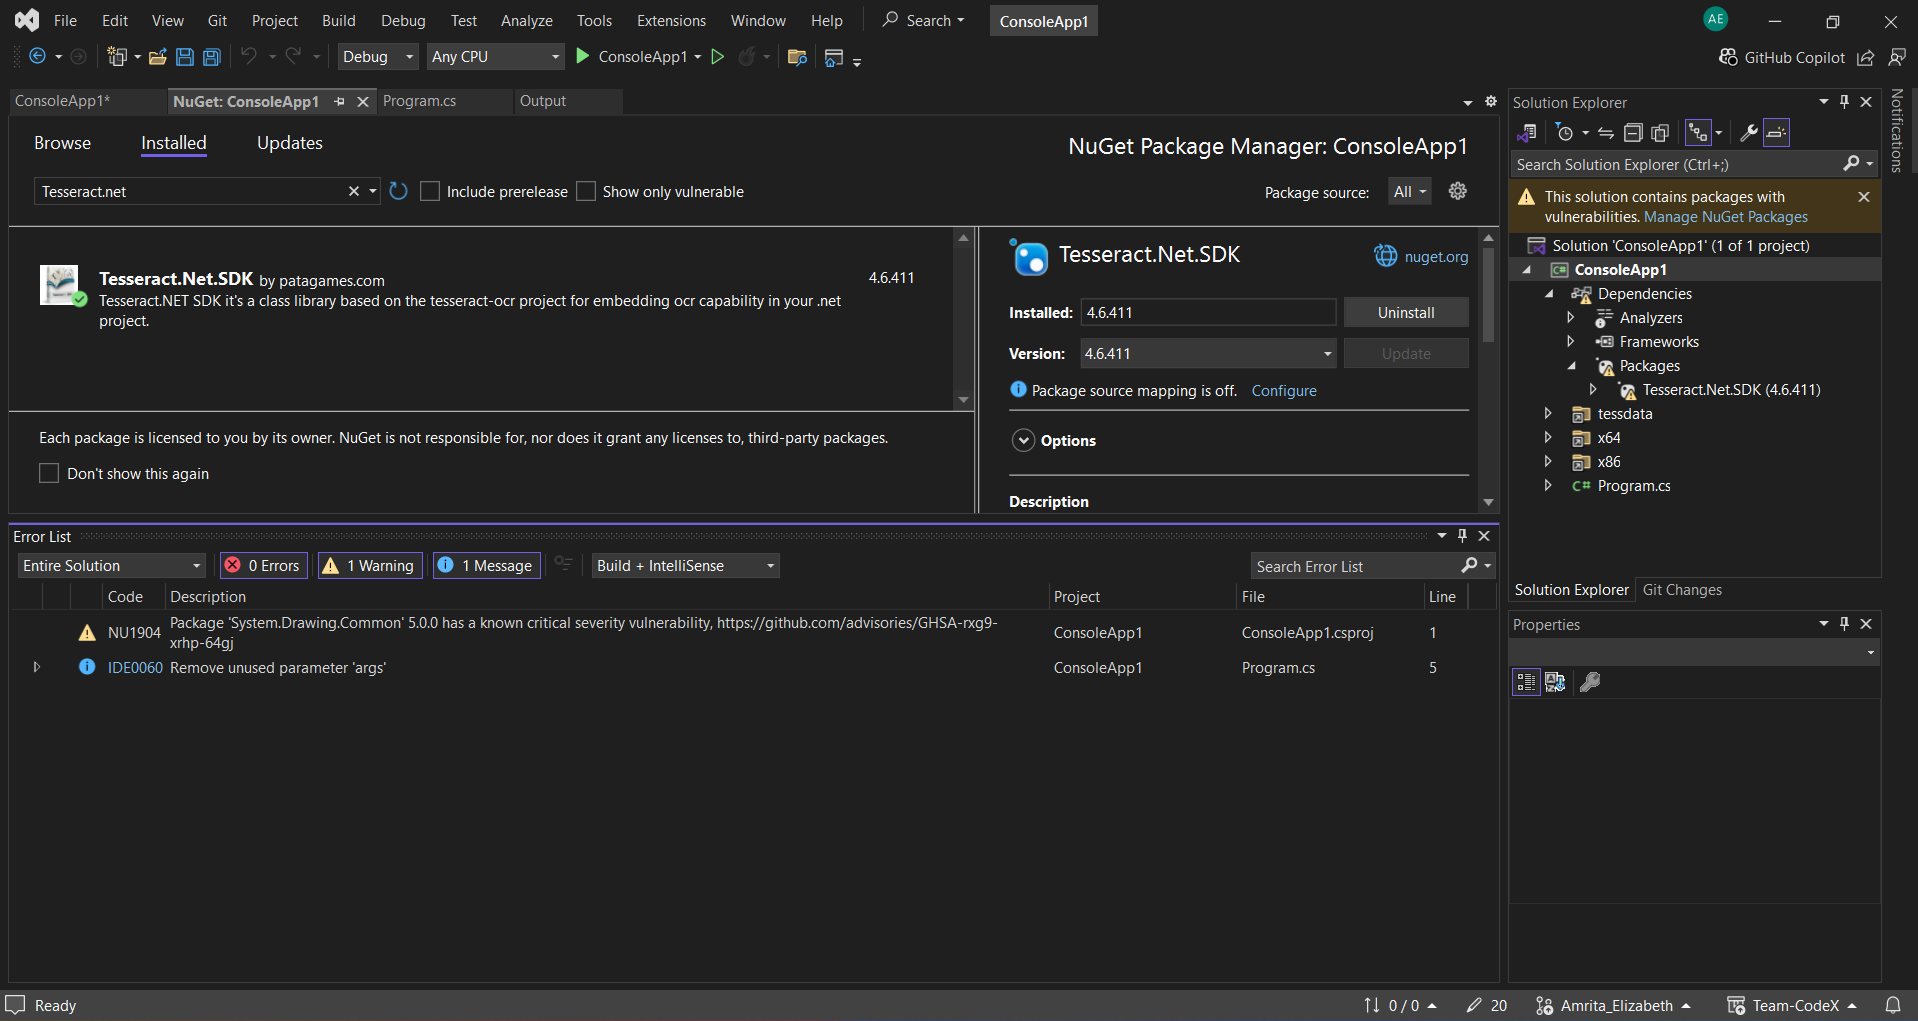 File Edit View Git Project Build Debug Test Analyze Tools Extensions Window Help Search ConsoleApp1 AE
Debug Any CPU ConsoleApp1 GitHub Copilot
ConsoleApp1* NuGet: ConsoleApp1 Program.cs Output
Browse Installed Updates
NuGet Package Manager: ConsoleApp1
Tesseract.net Include prerelease Show only vulnerable Package source: All
Tesseract.Net.SDK by patagames.com 4.6.411
Tesseract.NET SDK it's a class library based on the tesseract-ocr project for embedding ocr capability in your .net
project.
Each package is licensed to you by its owner. NuGet is not responsible for, nor does it grant any licenses to, third-party packages.
Don't show this again
Tesseract.Net.SDK nuget.org
Installed: 4.6.411 Uninstall
Version: 4.6.411 Update
Package source mapping is off. Configure
Options
Description
Error List
Entire Solution 0 Errors 1 Warning 1 Message Build + IntelliSense Search Error List
Code Description Project File Line
NU1904 Package 'System.Drawing.Common' 5.0.0 has a known critical severity vulnerability, https://github.com/advisories/GHSA-rxg9-
xrhp-64gj ConsoleApp1 ConsoleApp1.csproj 1
IDE0060 Remove unused parameter 'args' ConsoleApp1 Program.cs 5
Solution Explorer
Search Solution Explorer (Ctrl+;)
This solution contains packages with
vulnerabilities. Manage NuGet Packages
Solution 'ConsoleApp1' (1 of 1 project)
C# ConsoleApp1
Dependencies
Analyzers
Frameworks
Packages
Tesseract.Net.SDK (4.6.411)
tessdata
x64
x86
C# Program.cs
Solution Explorer Git Changes
Properties
Notifications
Ready 0 / 0 20 Amrita_Elizabeth Team-CodeX